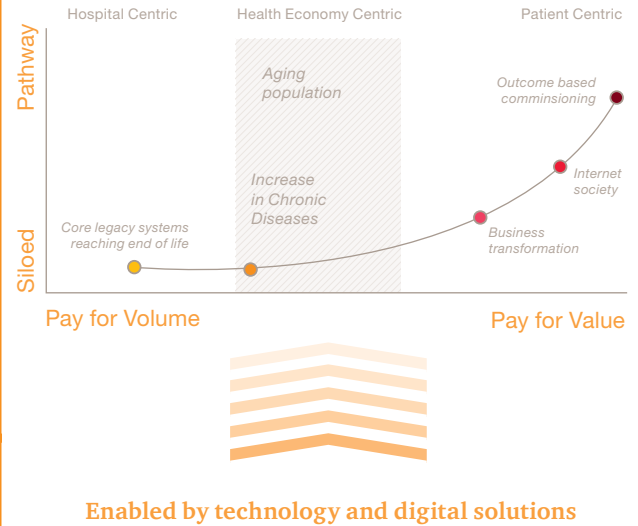 Hospital Centric
Health Economy Centric
Patient Centric
Pathway
Siloed
Aging
population
Outcome based
comminsioning
Increase
in Chronic
Diseases
Internet
society
Core legacy systems
reaching end of life
Business
transformation
Pay for Volume
Pay for Value
Enabled by technology and digital solutions